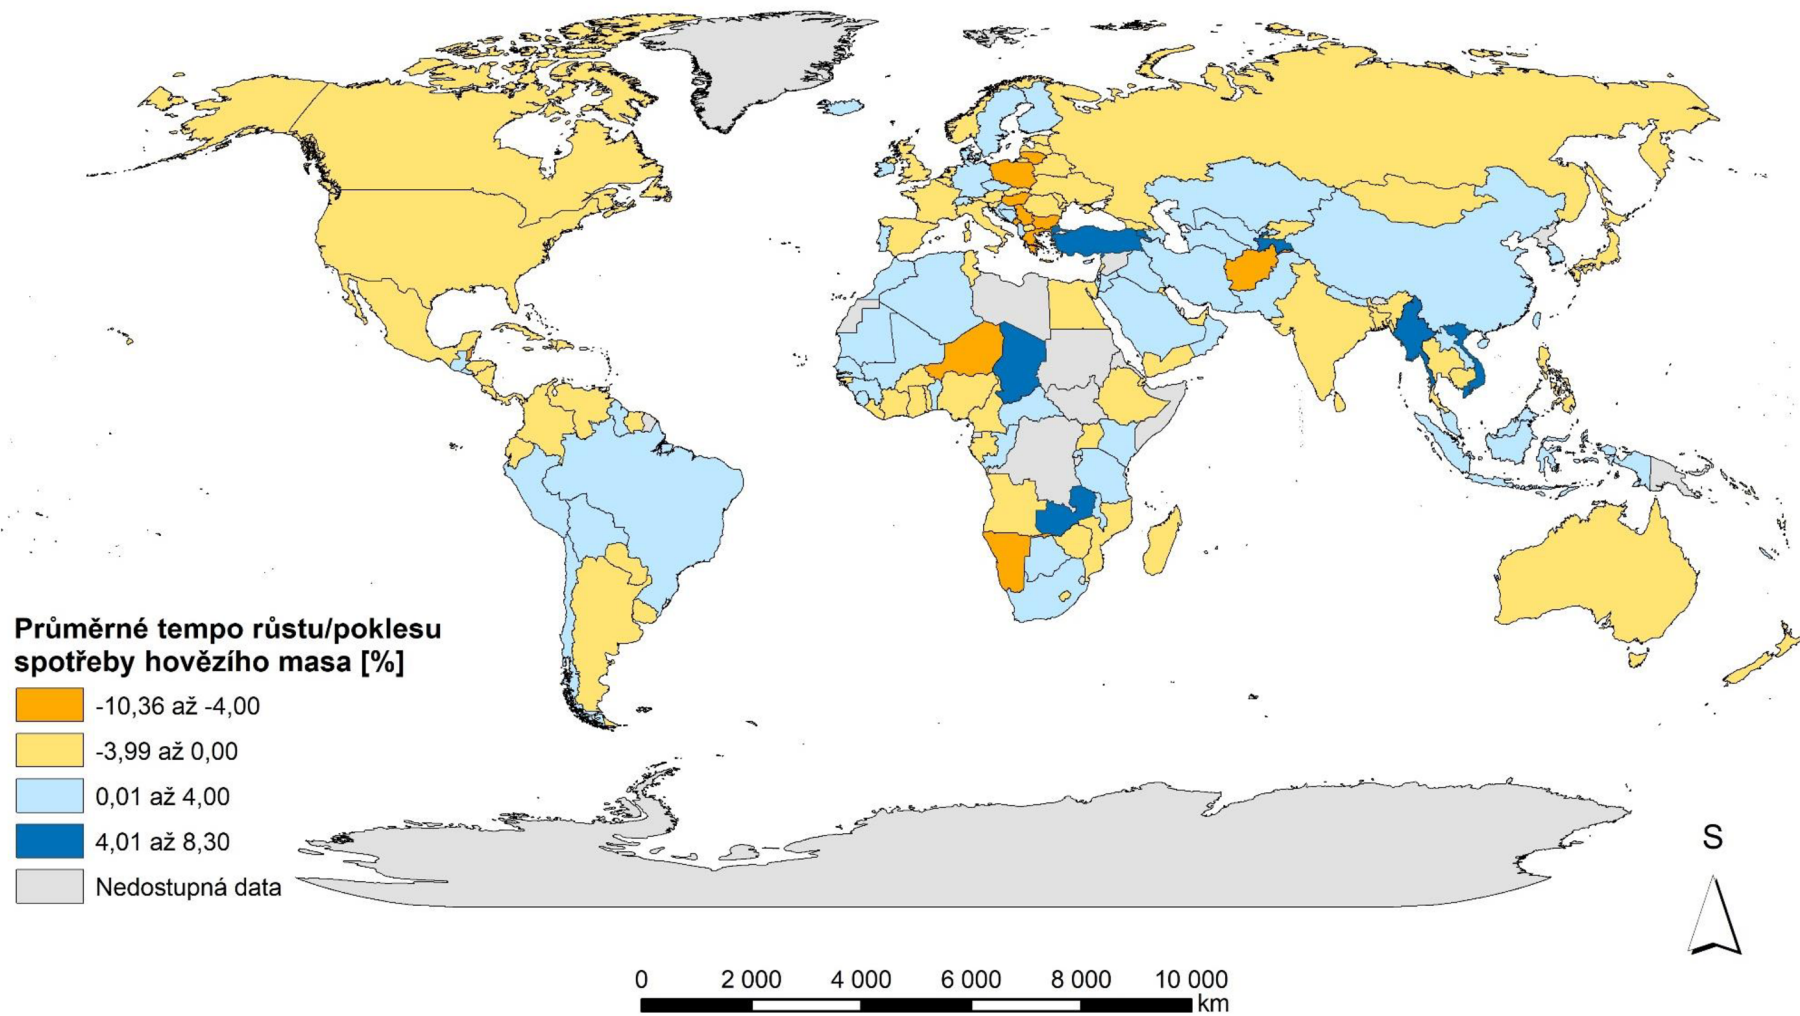 Průměrné tempo růstu/poklesu
spotřeby hovězího masa [%]
-10,36 až -4,00
-3,99 až 0,00
0,01 až 4,00
4,01 až 8,30
Nedostupná data
S
0 2 000 4 000 6 000 8 000 10 000
km